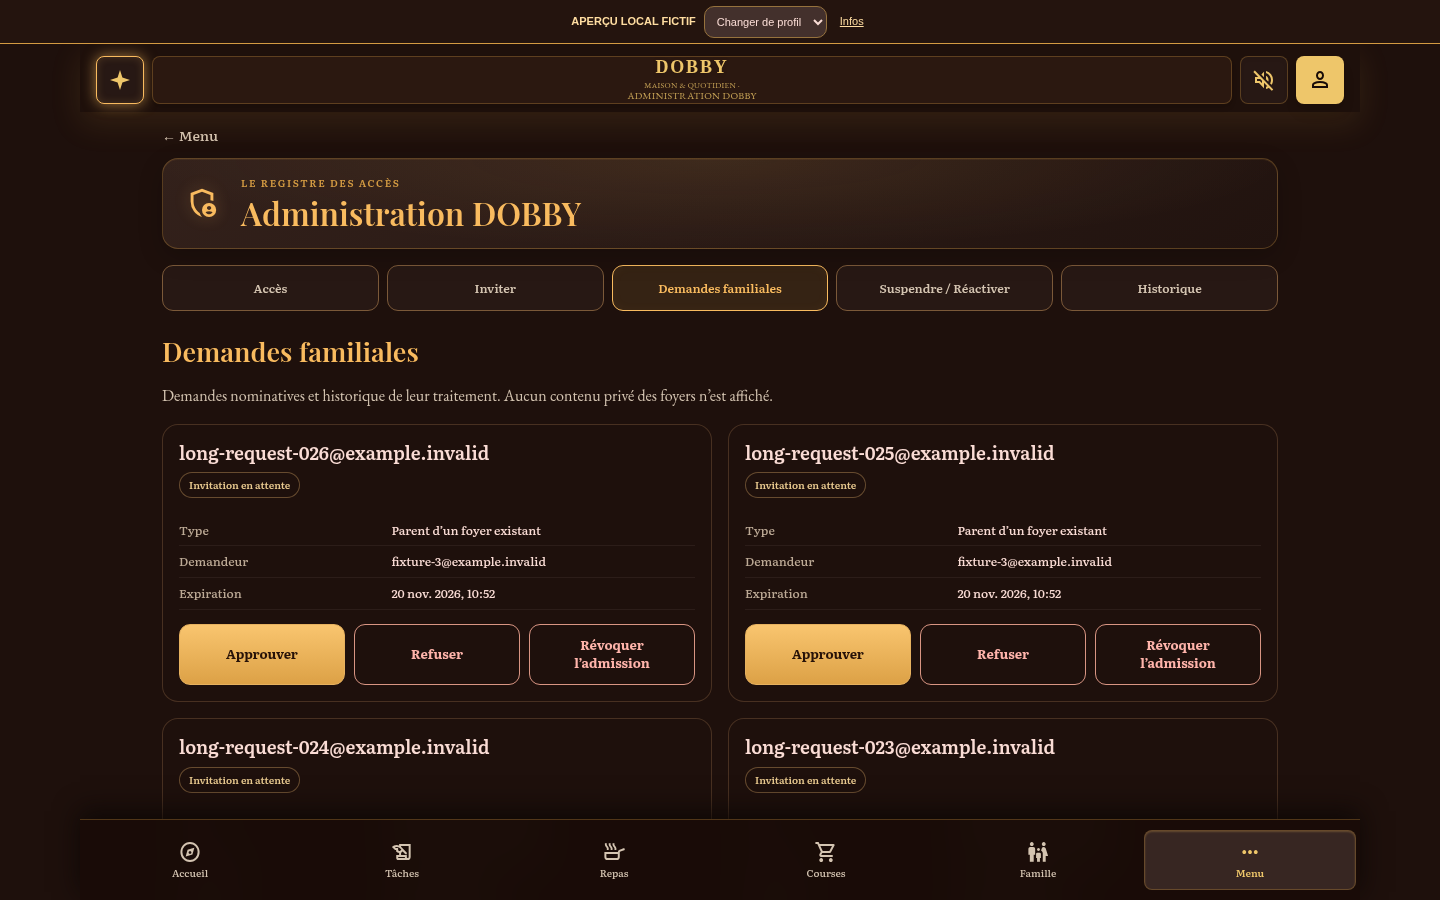 APERÇU LOCAL FICTIF Changer de profil Infos
DOBBY
MAISON & QUOTIDIEN ·
ADMINISTRATION DOBBY
← Menu
LE REGISTRE DES ACCÈS
Administration DOBBY
Accès Inviter Demandes familiales Suspendre / Réactiver Historique
Demandes familiales
Demandes nominatives et historique de leur traitement. Aucun contenu privé des foyers n’est affiché.
long-request-026@example.invalid
Invitation en attente
Type Parent d’un foyer existant
Demandeur fixture-3@example.invalid
Expiration 20 nov. 2026, 10:52
Approuver Refuser Révoquer
l’admission
long-request-025@example.invalid
Invitation en attente
Type Parent d’un foyer existant
Demandeur fixture-3@example.invalid
Expiration 20 nov. 2026, 10:52
Approuver Refuser Révoquer
l’admission
long-request-024@example.invalid
Invitation en attente
long-request-023@example.invalid
Invitation en attente
Accueil Tâches Repas Courses Famille Menu